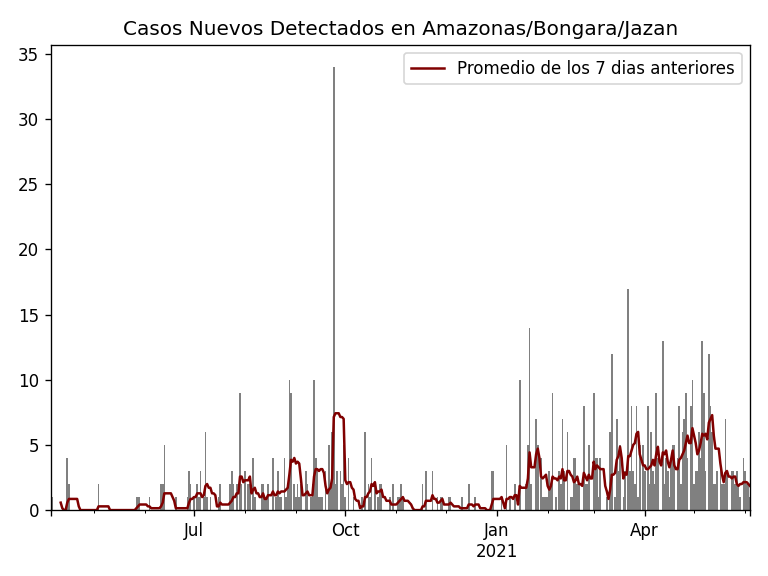 Casos Nuevos Detectados en Amazonas/Bongara/Jazan
Promedio de los 7 dias anteriores
35
30
25
20
15
10
5
0
Jul
Oct
Jan
2021
Apr